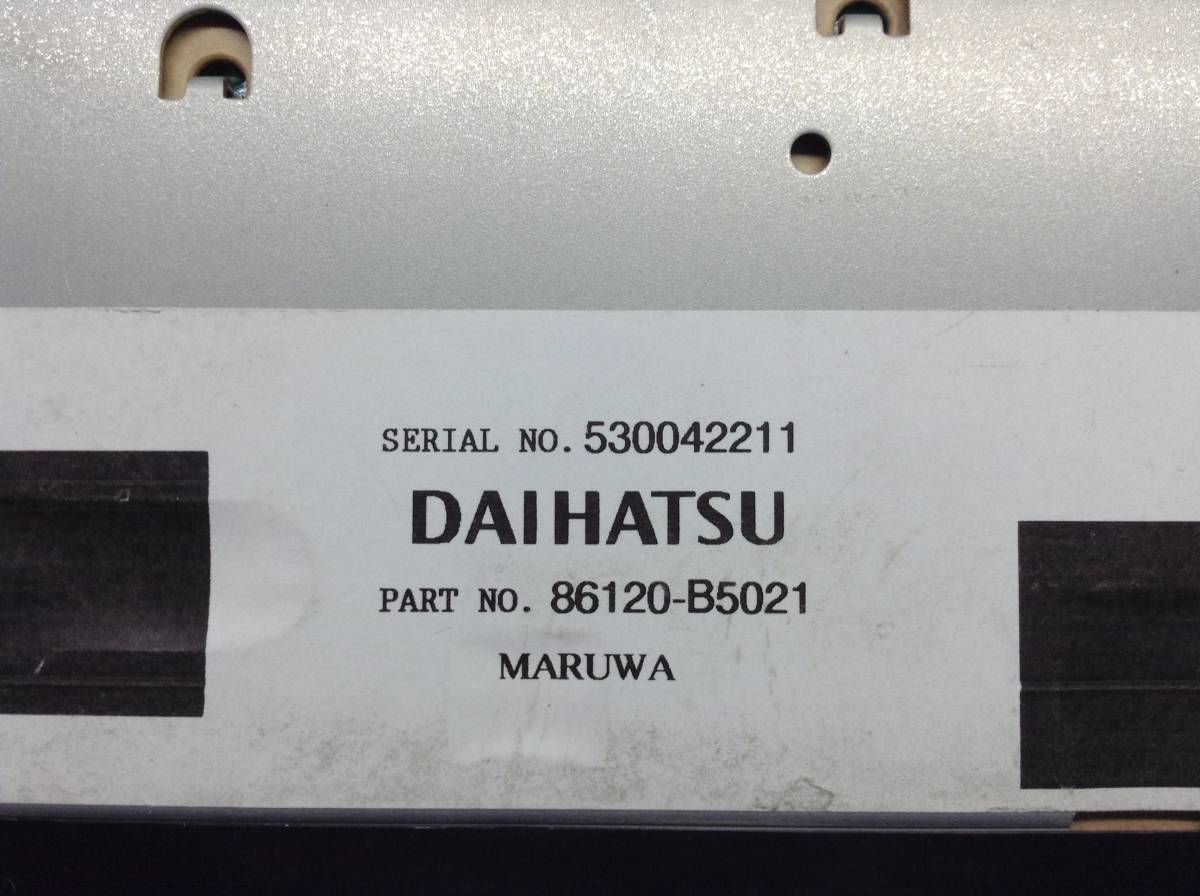 SERIAL NO. 530042211
DAIHATSU
PART NO. 86120-B5021
MARUWA